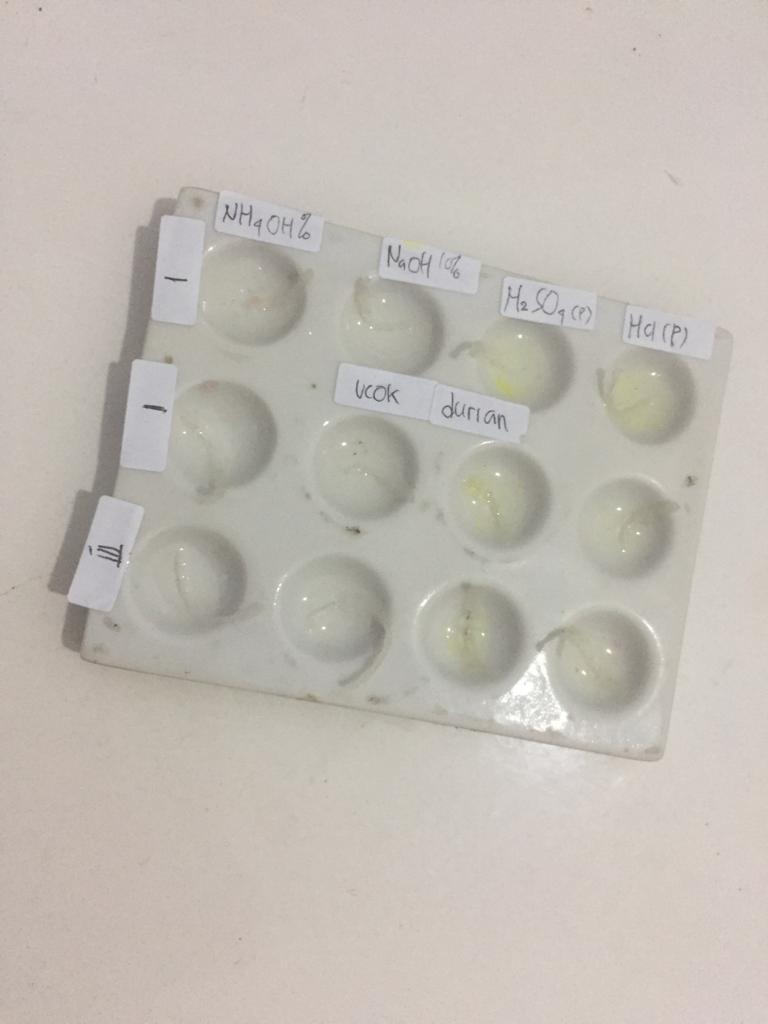 NH4OH%
NaOH 10%
H2SO4 (P)
HCl (P)
I
ucok durian
I
iii